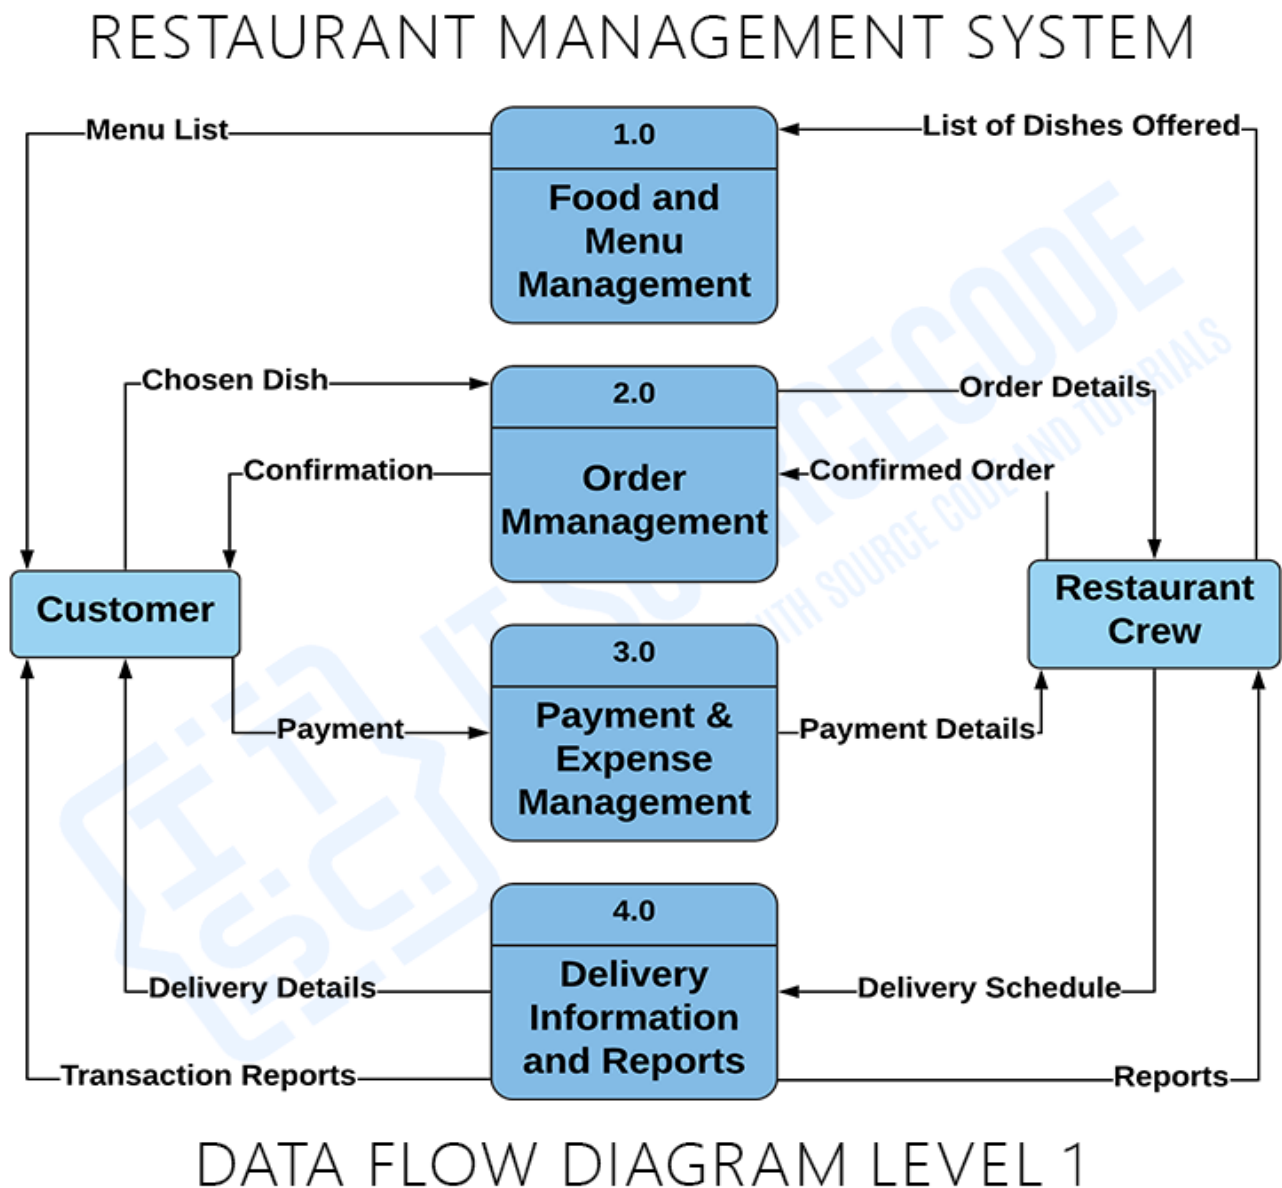 RESTAURANT MANAGEMENT SYSTEM
Menu List
1.0
List of Dishes Offered
Food and
Menu
Management
Chosen Dish
2.0
Order Details
Confirmation
Order
Mmanagement
Confirmed Order
Customer
Restaurant
Crew
3.0
Payment
Payment &
Expense
Management
Payment Details
4.0
Delivery Details
Delivery
Information
and Reports
Delivery Schedule
Transaction Reports
Reports
DATA FLOW DIAGRAM LEVEL 1